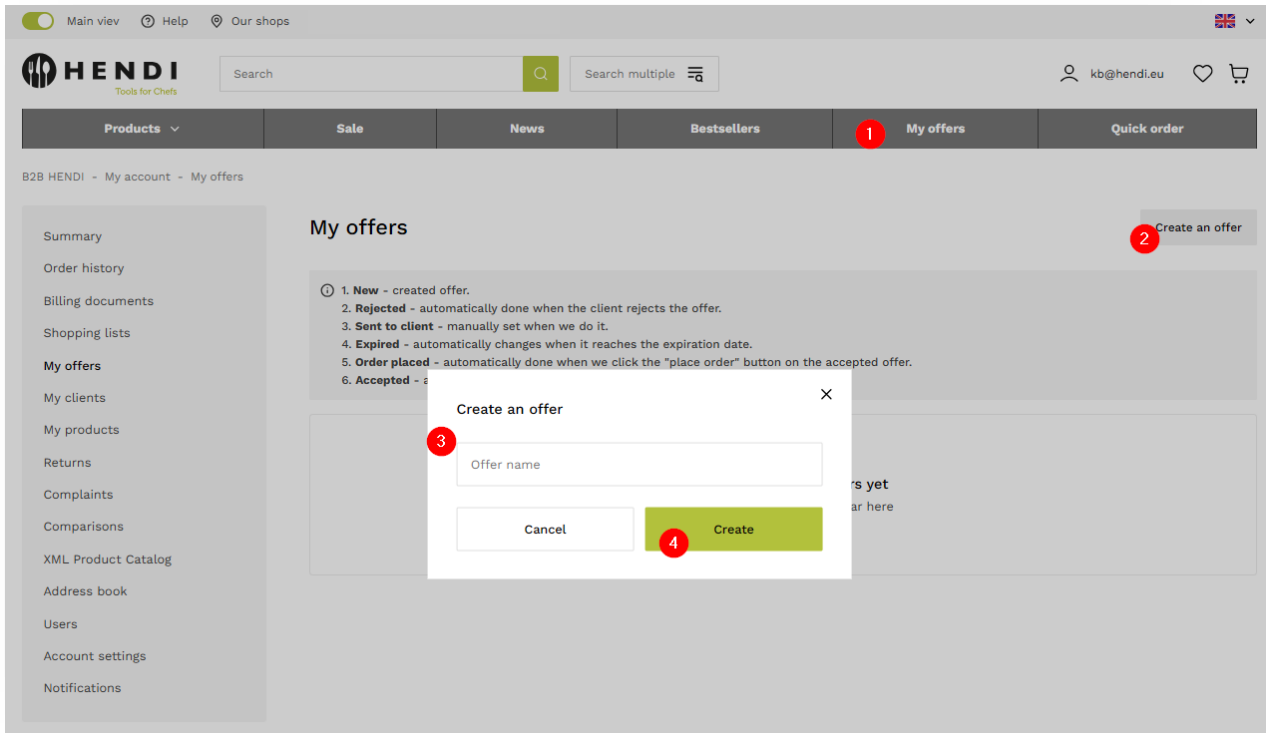 Main viev Help Our shops
HENDI
Tools for Chefs
Search
Search multiple
kb@hendi.eu
Products Sale News Bestsellers 1 My offers Quick order
B2B HENDI - My account - My offers
Summary
Order history
Billing documents
Shopping lists
My offers
My clients
My products
Returns
Complaints
Comparisons
XML Product Catalog
Address book
Users
Account settings
Notifications
My offers
2 Create an offer
1. New - created offer.
2. Rejected - automatically done when the client rejects the offer.
3. Sent to client - manually set when we do it.
4. Expired - automatically changes when it reaches the expiration date.
5. Order placed - automatically done when we click the "place order" button on the accepted offer.
6. Accepted - a
Create an offer
3
Offer name
Cancel
4 Create
rs yet
ar here